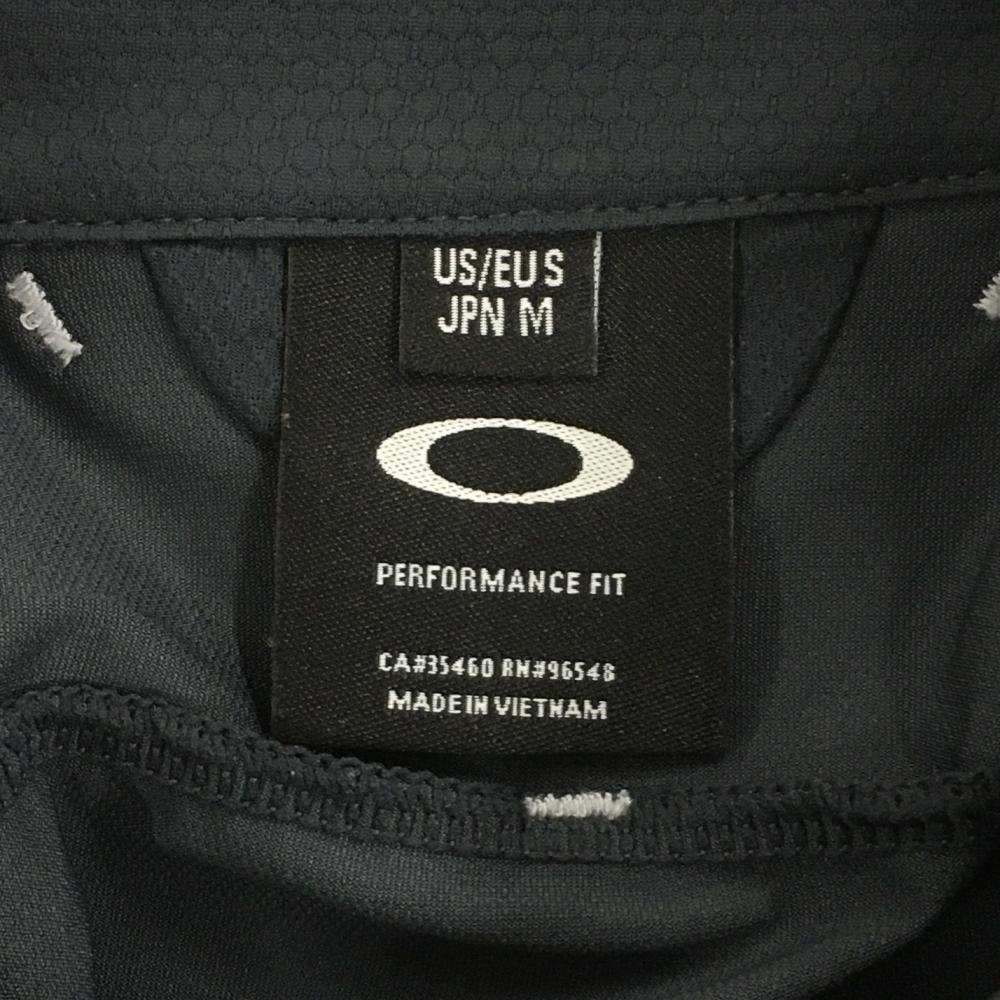 US/EU S
JPN M
PERFORMANCE FIT
CA#35460 RN#96548
MADE IN VIETNAM